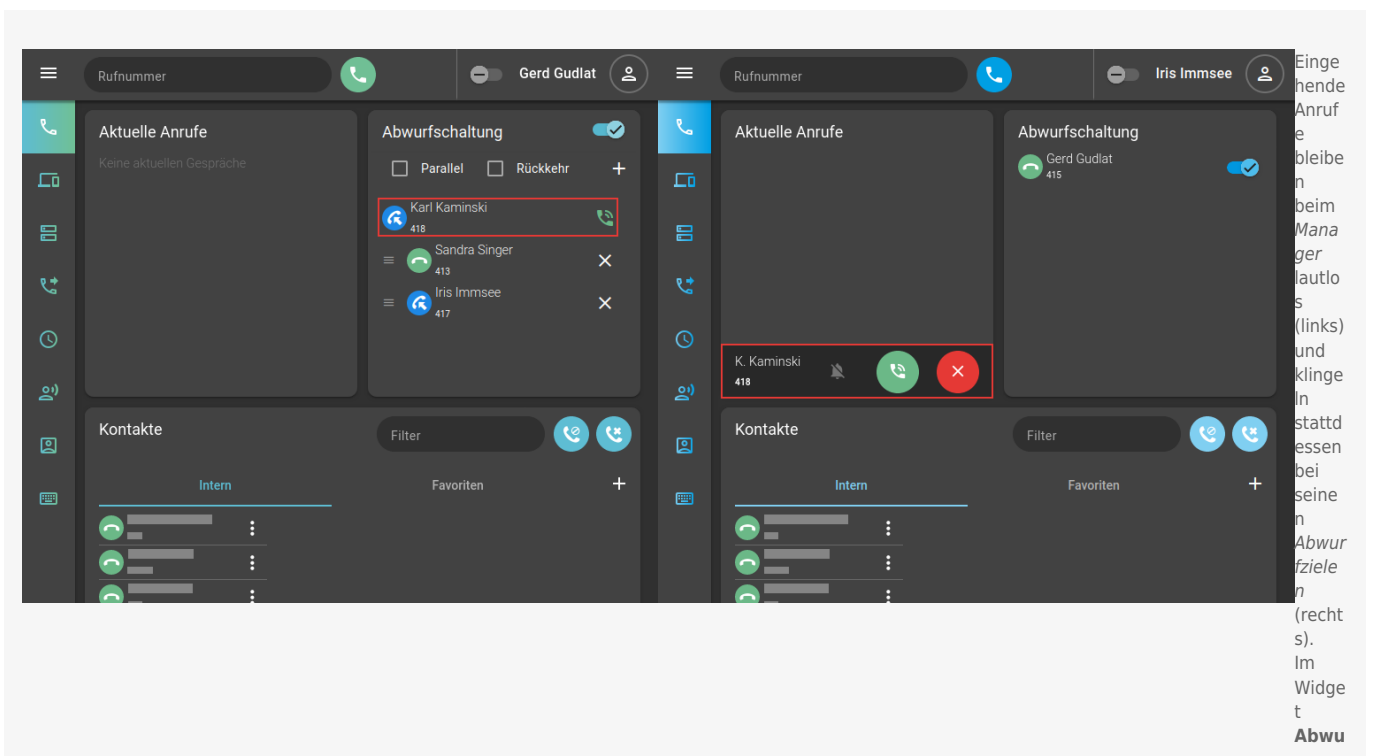 Rufnummer
Gerd Gudlat
Aktuelle Anrufe
Keine aktuellen Gespräche
Abwurfschaltung
Parallel
Rückkehr
Karl Kaminski
418
Sandra Singer
413
Iris Immsee
417
Kontakte
Filter
Intern
Favoriten
Rufnummer
Iris Immsee
Aktuelle Anrufe
K. Kaminski
418
Abwurfschaltung
Gerd Gudlat
415
Kontakte
Filter
Intern
Favoriten
Einge
hende
Anruf
e
bleibe
n
beim
Mana
ger
lautlo
s
(links)
und
klinge
ln
stattd
essen
bei
seine
n
Abwur
fziele
n
(recht
s).
Im
Widge
t
Abwu